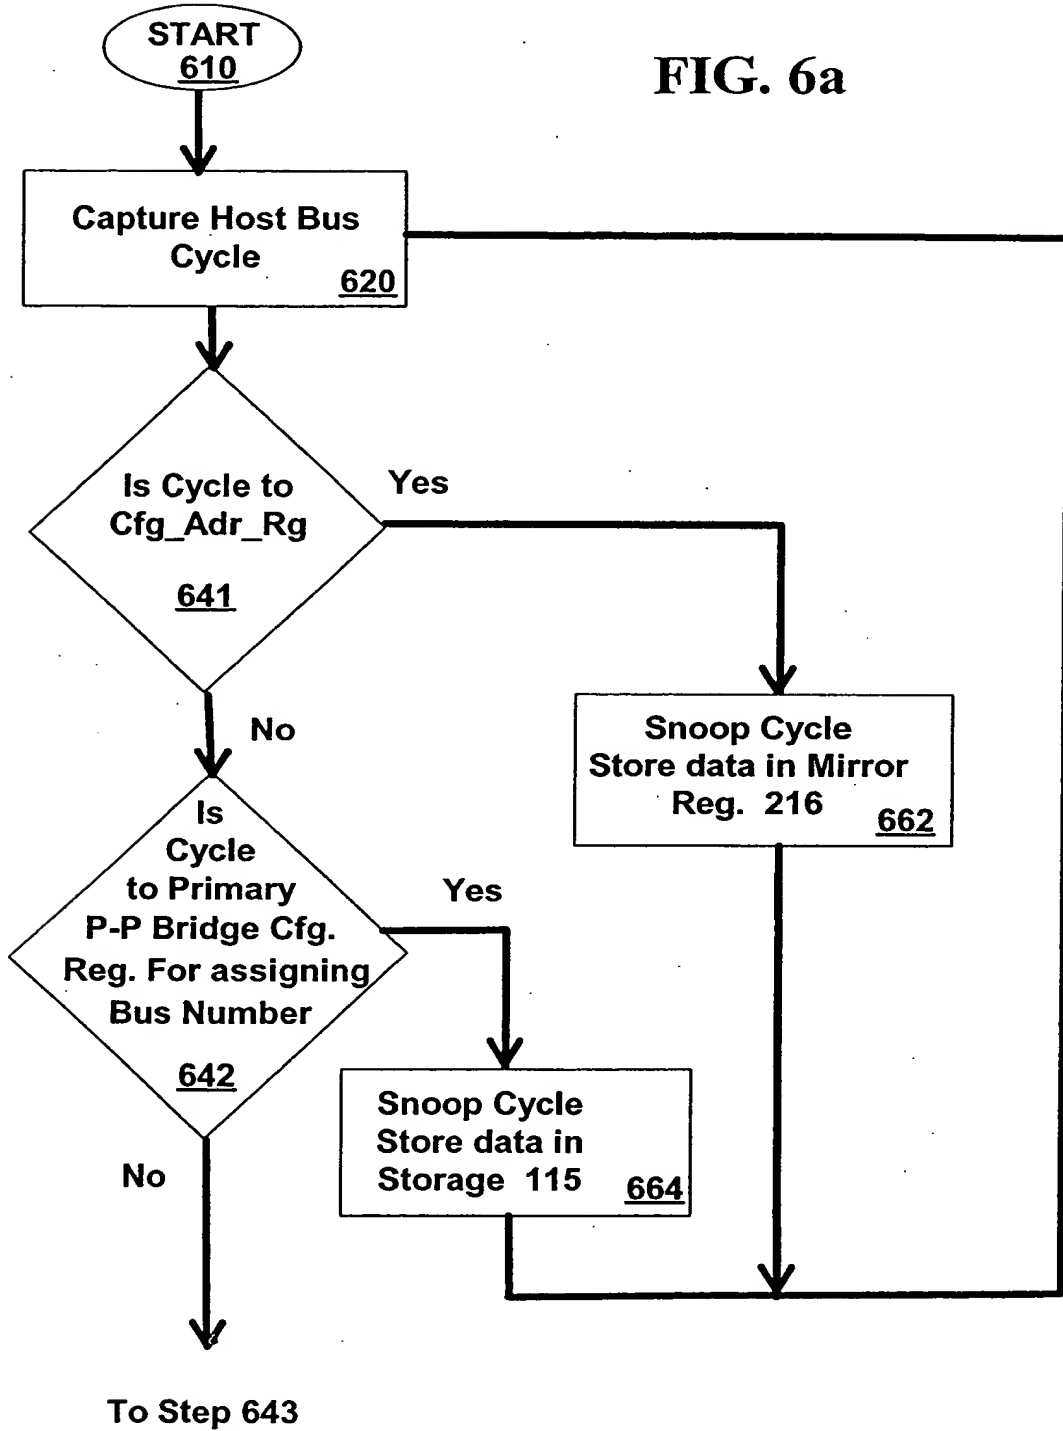 START
610
FIG. 6a
Capture Host Bus
Cycle
620
Is Cycle to
Cfg_Adr_Rg
641
Yes
No
Snoop Cycle
Store data in Mirror
Reg. 216
662
Is
Cycle
to Primary
P-P Bridge Cfg.
Reg. For assigning
Bus Number
642
Yes
No
Snoop Cycle
Store data in
Storage 115
664
To Step 643